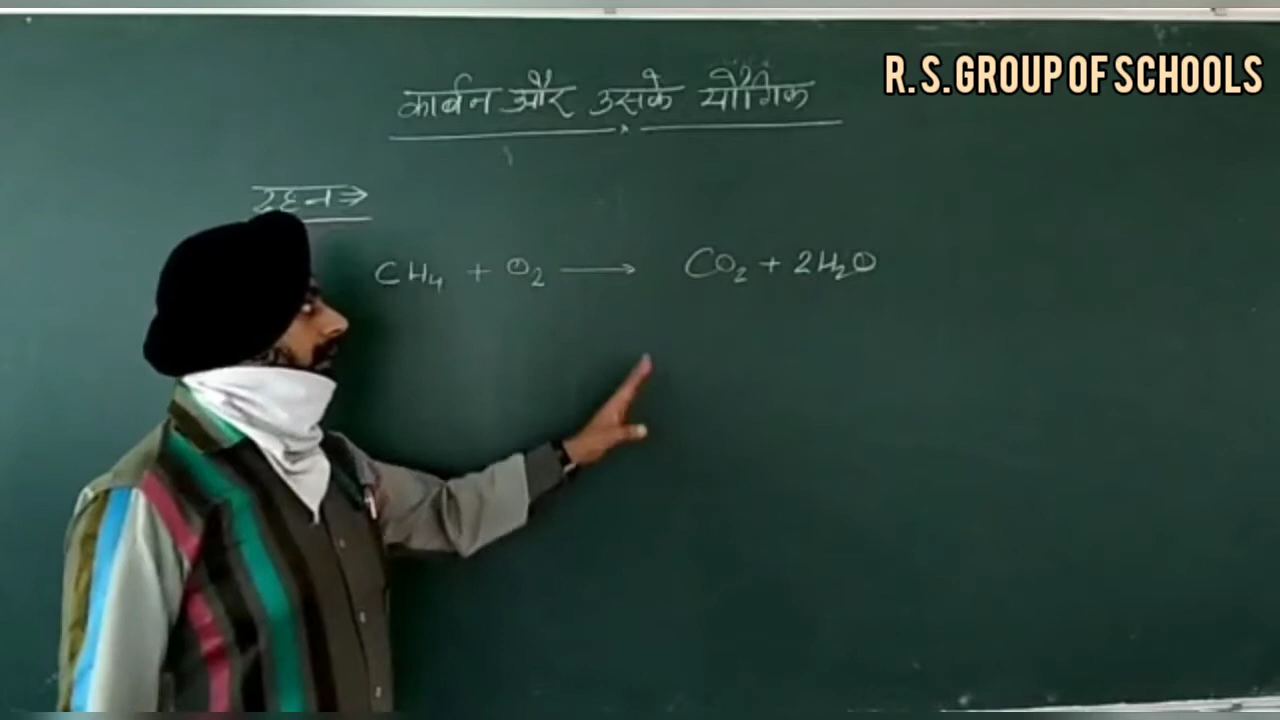 R. S. GROUP OF SCHOOLS
कार्बन और उसके यौगिक
दहन ⇒
CH₄ + O₂ ⟶ CO₂ + 2H₂O